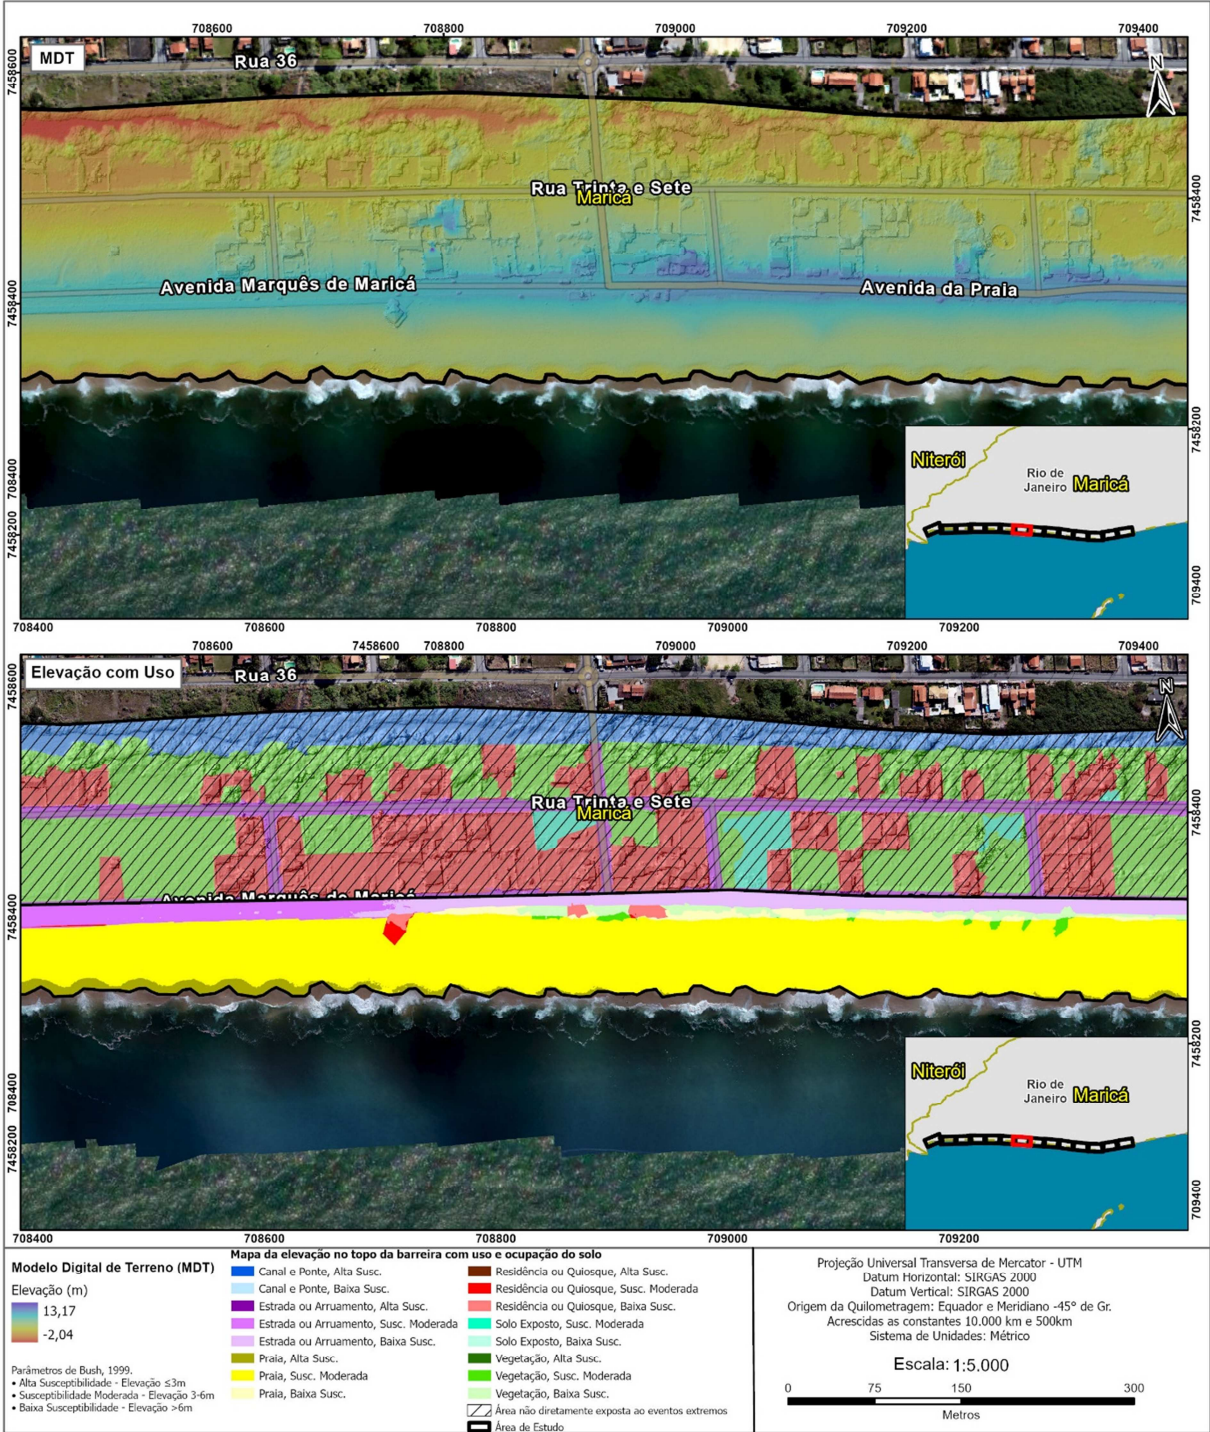 708600 708800 709000 709200 709400
7458600
MDT
Rua 36
N
Rua Trinta e Sete
Maricá
7458400
7458400
Avenida Marquês de Maricá
Avenida da Praia
7458200
Niterói
Rio de
Janeiro
Maricá
708400
7458200
709400
708400 708600 708800 709000 709200
708600 7458600 708800 709000 709200 709400
7458600
Elevação com Uso
Rua 36
N
Rua Trinta e Sete
Maricá
7458400
7458400
Avenida Marquês de Maricá
7458200
Niterói
Rio de
Janeiro
Maricá
708400
7458200
709400
708400 708600 708800 709000 709200
Modelo Digital de Terreno (MDT)
Elevação (m)
13,17
-2,04
Parâmetros de Bush, 1999.
• Alta Susceptibilidade - Elevação ≤3m
• Susceptibilidade Moderada - Elevação 3-6m
• Baixa Susceptibilidade - Elevação >6m
Mapa da elevação no topo da barreira com uso e ocupação do solo
Canal e Ponte, Alta Susc.
Canal e Ponte, Baixa Susc.
Estrada ou Arruamento, Alta Susc.
Estrada ou Arruamento, Susc. Moderada
Estrada ou Arruamento, Baixa Susc.
Praia, Alta Susc.
Praia, Susc. Moderada
Praia, Baixa Susc.
Residência ou Quiosque, Alta Susc.
Residência ou Quiosque, Susc. Moderada
Residência ou Quiosque, Baixa Susc.
Solo Exposto, Susc. Moderada
Solo Exposto, Baixa Susc.
Vegetação, Alta Susc.
Vegetação, Susc. Moderada
Vegetação, Baixa Susc.
Área não diretamente exposta ao eventos extremos
Área de Estudo
Projeção Universal Transversa de Mercator - UTM
Datum Horizontal: SIRGAS 2000
Datum Vertical: SIRGAS 2000
Origem da Quilometragem: Equador e Meridiano -45° de Gr.
Acrescidas as constantes 10.000 km e 500km
Sistema de Unidades: Métrico
Escala: 1:5.000
0 75 150 300
Metros